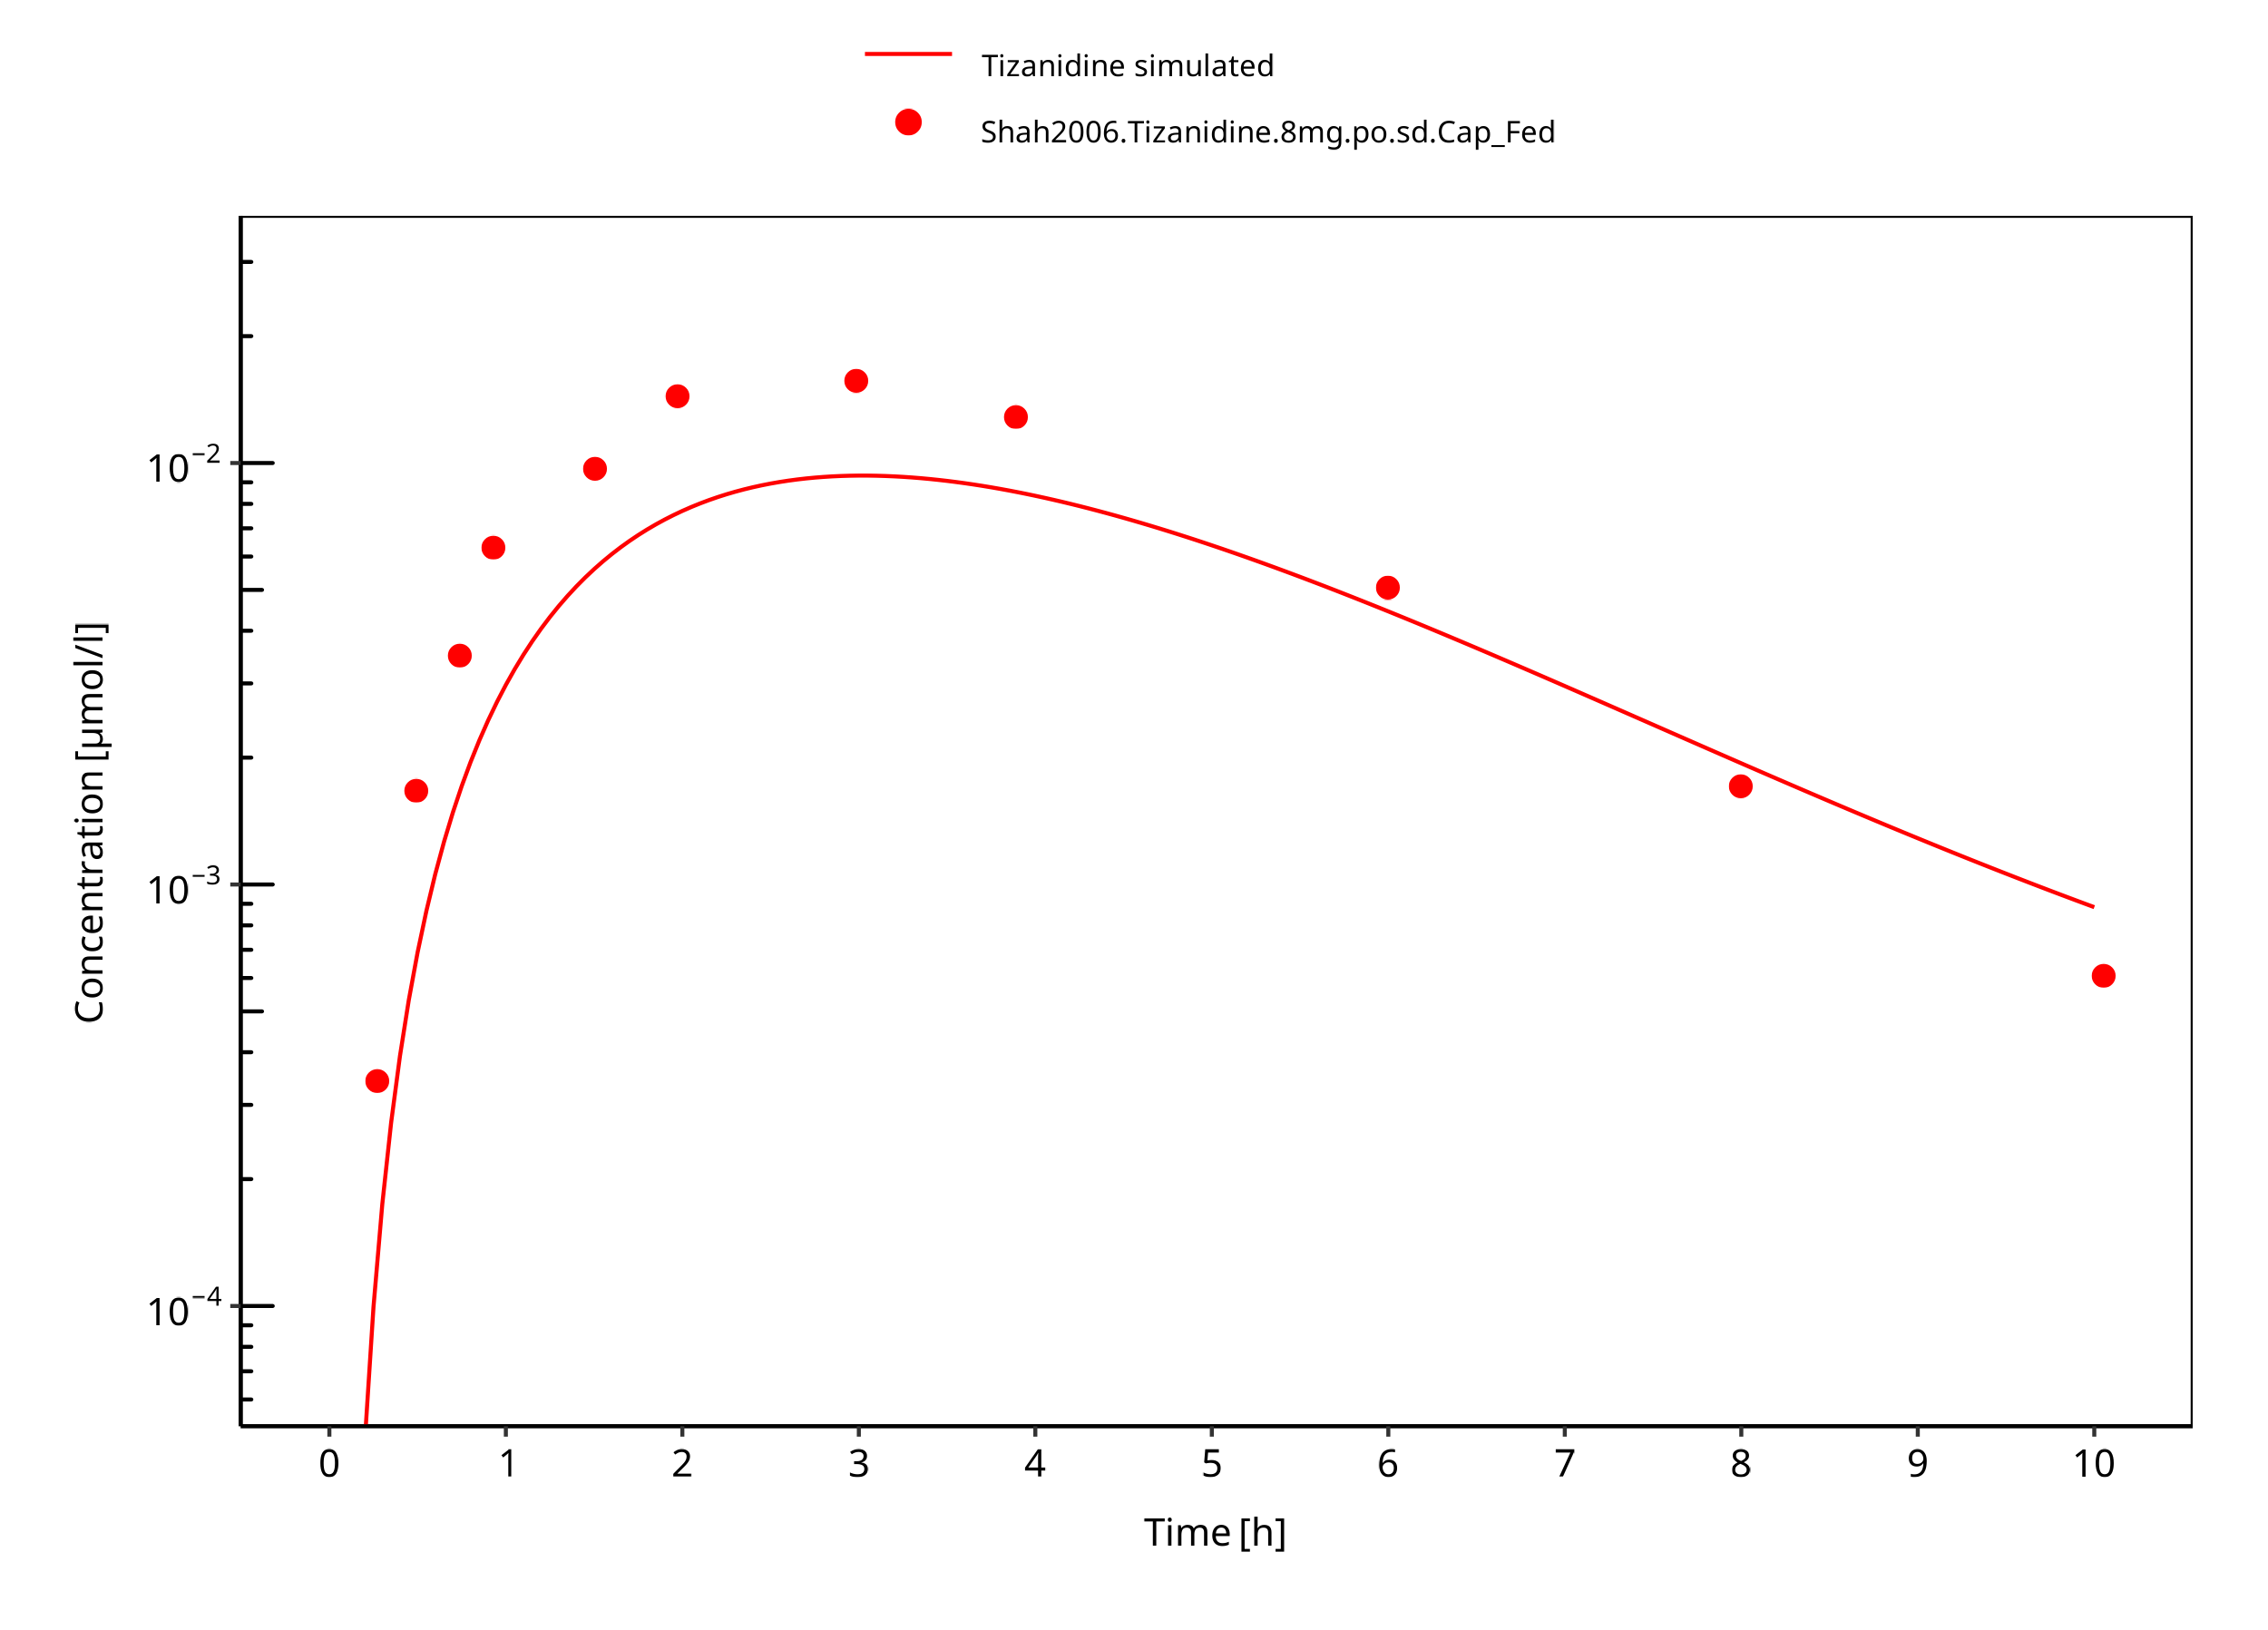 Tizanidine simulated
Shah2006.Tizanidine.8mg.po.sd.Cap_Fed
Concentration [µmol/l]
10⁻²
10⁻³
10⁻⁴
0 1 2 3 4 5 6 7 8 9 10
Time [h]